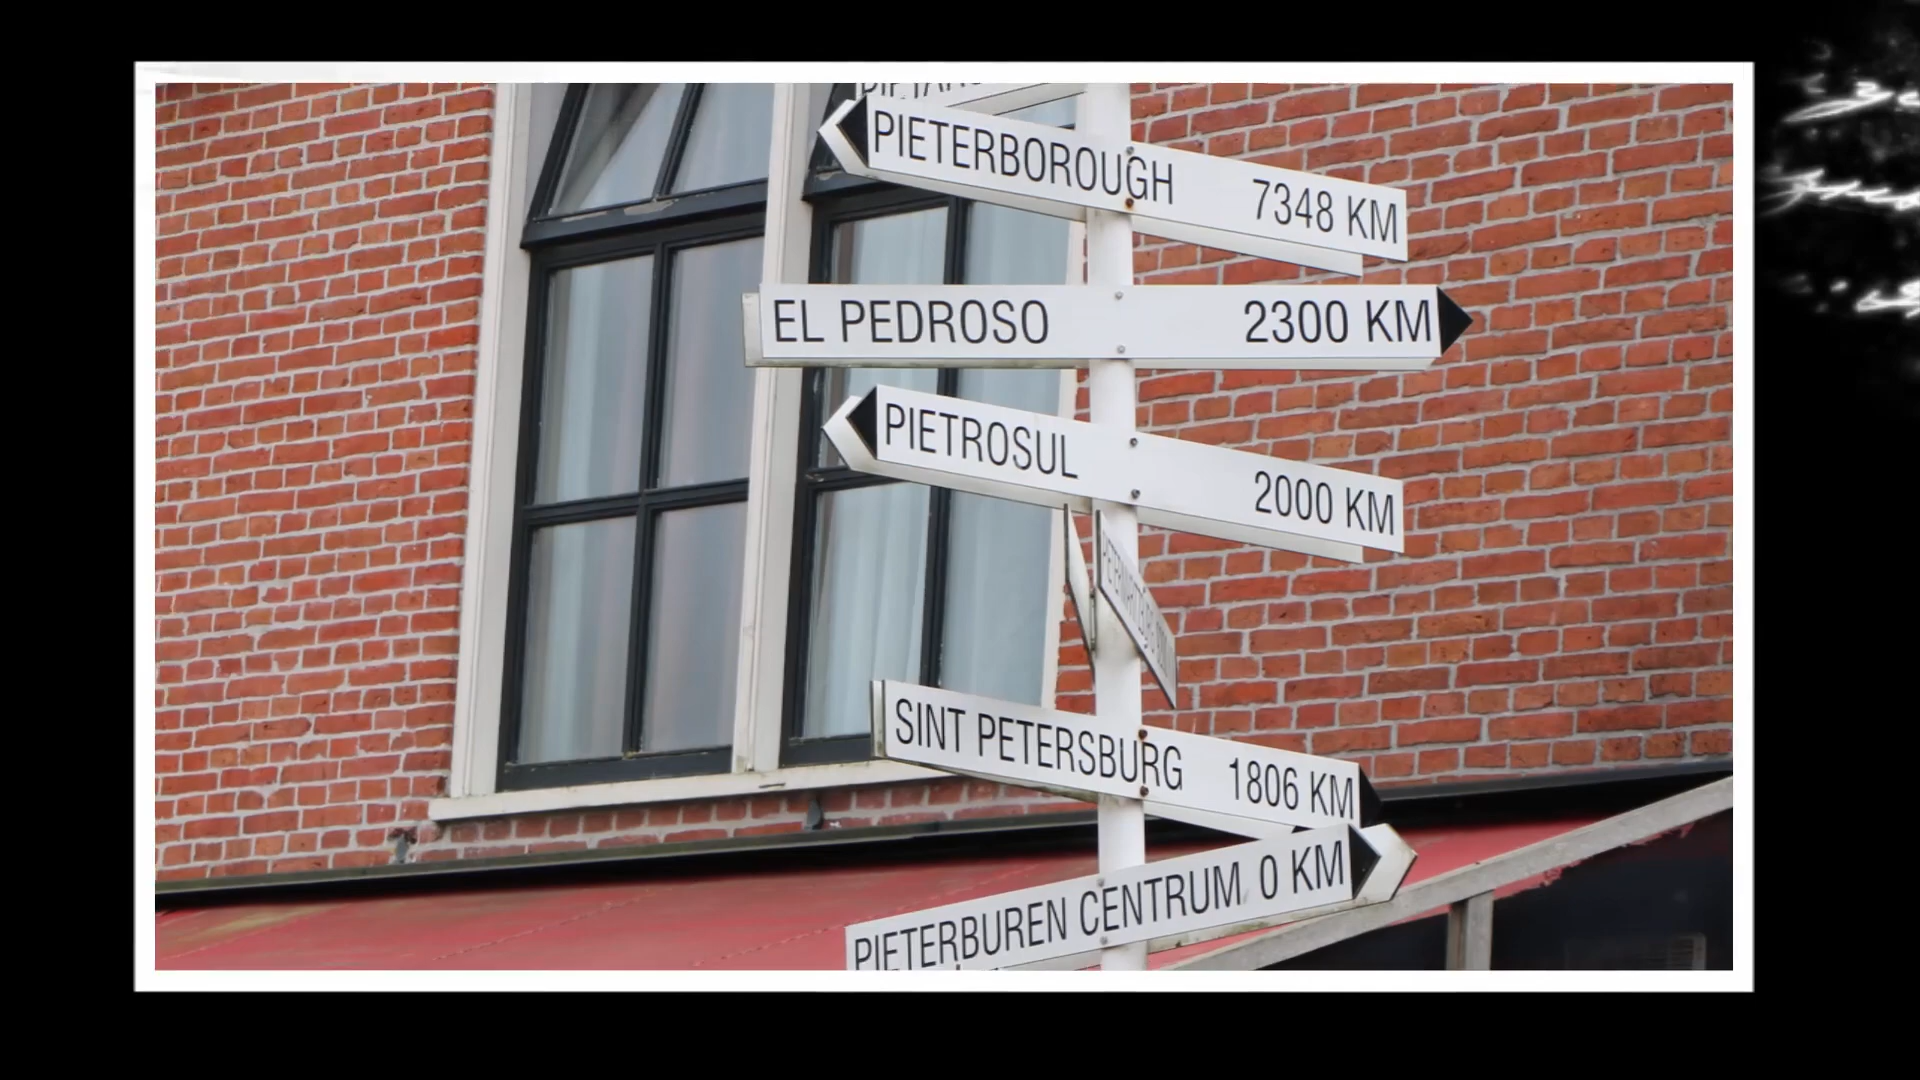 PIETERBOROUGH 7348 KM
EL PEDROSO 2300 KM
PIETROSUL 2000 KM
SINT PETERSBURG 1806 KM
PIETERBUREN CENTRUM 0 KM